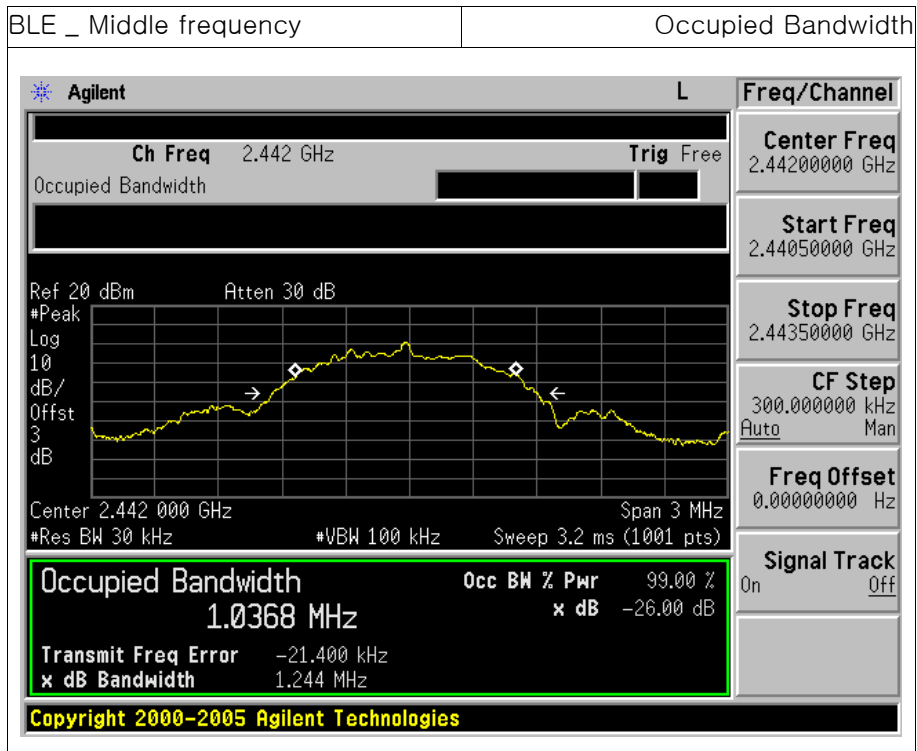 BLE _ Middle frequency Occupied Bandwidth
Agilent L Freq/Channel
Ch Freq 2.442 GHz Trig Free
Occupied Bandwidth
Center Freq
2.44200000 GHz
Start Freq
2.44050000 GHz
Stop Freq
2.44350000 GHz
CF Step
300.000000 kHz
Auto Man
Freq Offset
0.00000000 Hz
Signal Track
On Off
Ref 20 dBm Atten 30 dB
#Peak
Log
10
dB/
Offst
3
dB
Center 2.442 000 GHz Span 3 MHz
#Res BW 30 kHz #VBW 100 kHz Sweep 3.2 ms (1001 pts)
Occupied Bandwidth Occ BW % Pwr 99.00 %
1.0368 MHz x dB -26.00 dB
Transmit Freq Error -21.400 kHz
x dB Bandwidth 1.244 MHz
Copyright 2000-2005 Agilent Technologies